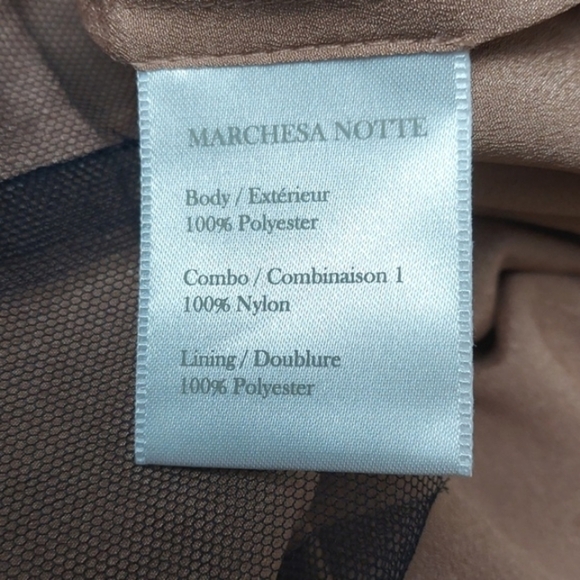 MARCHESA NOTTE
Body / Extérieur
100% Polyester
Combo / Combinaison 1
100% Nylon
Lining / Doublure
100% Polyester